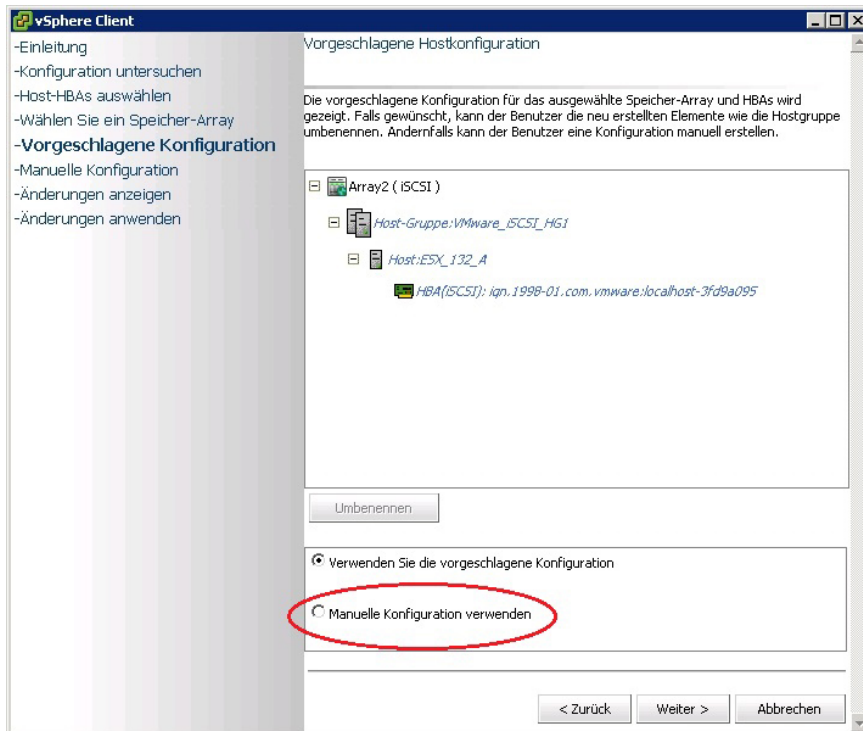 vSphere Client
-Einleitung
-Konfiguration untersuchen
-Host-HBAs auswählen
-Wählen Sie ein Speicher-Array
-Vorgeschlagene Konfiguration
-Manuelle Konfiguration
-Änderungen anzeigen
-Änderungen anwenden
Vorgeschlagene Hostkonfiguration
Die vorgeschlagene Konfiguration für das ausgewählte Speicher-Array und HBAs wird
gezeigt. Falls gewünscht, kann der Benutzer die neu erstellten Elemente wie die Hostgruppe
umbenennen. Andernfalls kann der Benutzer eine Konfiguration manuell erstellen.
Array2 ( iSCSI )
Host-Gruppe:VMware_iSCSI_HG1
Host:ESX_132_A
HBA(iSCSI): iqn.1998-01.com.vmware:localhost-3fd9a095
Umbenennen
Verwenden Sie die vorgeschlagene Konfiguration
Manuelle Konfiguration verwenden
< Zurück
Weiter >
Abbrechen